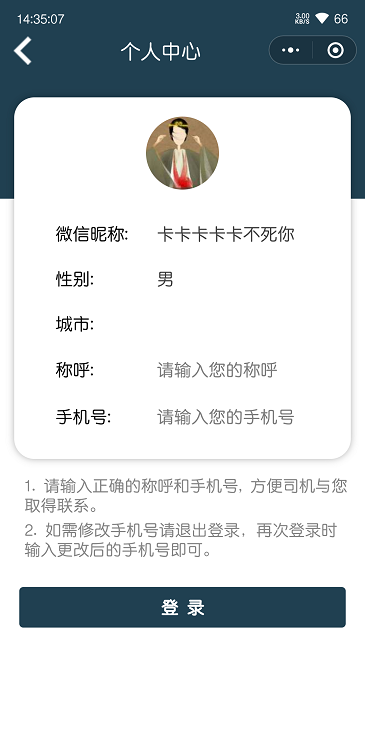 14:35:07 3.00 KB/S 66
个人中心
微信昵称: 卡卡卡卡卡不死你
性别: 男
城市:
称呼: 请输入您的称呼
手机号: 请输入您的手机号
1. 请输入正确的称呼和手机号, 方便司机与您
取得联系。
2. 如需修改手机号请退出登录，再次登录时
输入更改后的手机号即可。
登 录